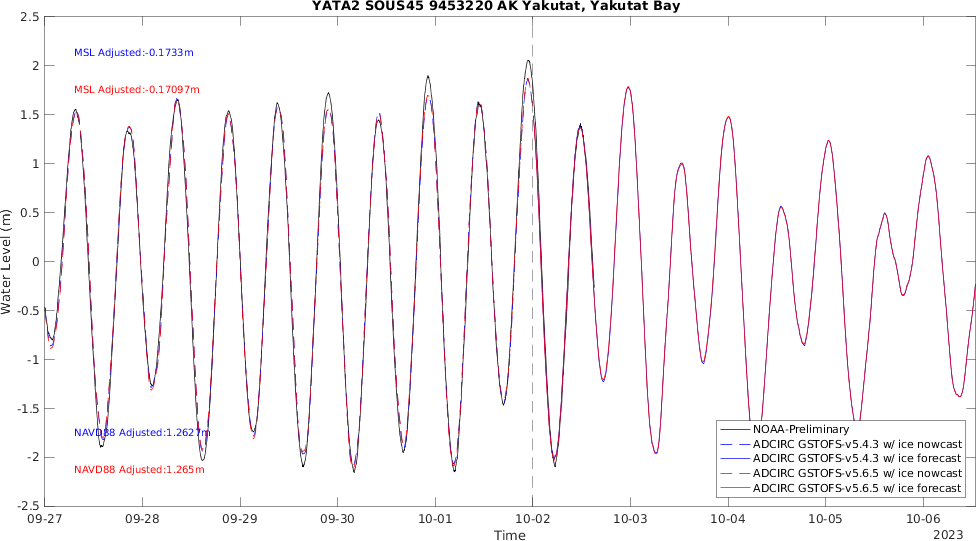 YATA2 SOUS45 9453220 AK Yakutat, Yakutat Bay
2.5
2
1.5
1
0.5
0
-0.5
-1
-1.5
-2
-2.5
Water Level (m)
MSL Adjusted:-0.1733m
MSL Adjusted:-0.17097m
NAVD88 Adjusted:1.2627m
NAVD88 Adjusted:1.265m
NOAA-Preliminary
ADCIRC GSTOFS-v5.4.3 w/ ice nowcast
ADCIRC GSTOFS-v5.4.3 w/ ice forecast
ADCIRC GSTOFS-v5.6.5 w/ ice nowcast
ADCIRC GSTOFS-v5.6.5 w/ ice forecast
09-27 09-28 09-29 09-30 10-01 10-02 10-03 10-04 10-05 10-06
Time
2023